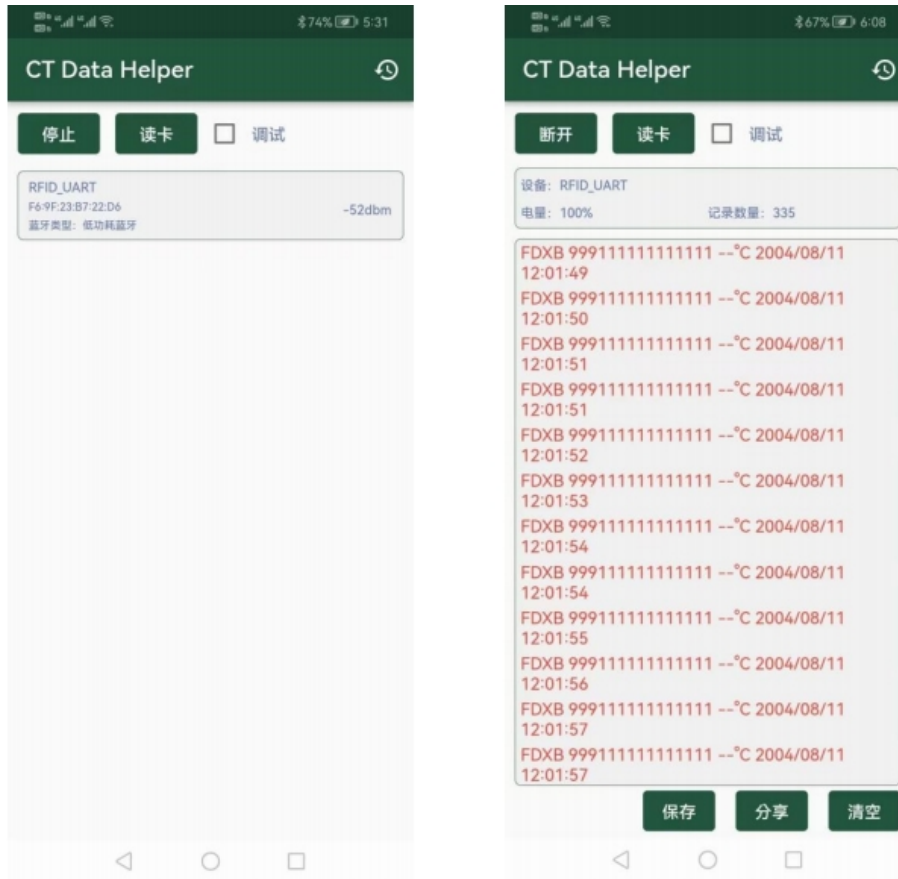 74% 5:31
CT Data Helper
停止
读卡
调试
RFID_UART
F6:9F:23:B7:22:D6
-52dbm
蓝牙类型：低功耗蓝牙
67% 6:08
CT Data Helper
断开
读卡
调试
设备：RFID_UART
电量：100%
记录数量：335
FDXB 999111111111111 --°C 2004/08/11
12:01:49
FDXB 999111111111111 --°C 2004/08/11
12:01:50
FDXB 999111111111111 --°C 2004/08/11
12:01:51
FDXB 999111111111111 --°C 2004/08/11
12:01:51
FDXB 999111111111111 --°C 2004/08/11
12:01:52
FDXB 999111111111111 --°C 2004/08/11
12:01:53
FDXB 999111111111111 --°C 2004/08/11
12:01:54
FDXB 999111111111111 --°C 2004/08/11
12:01:54
FDXB 999111111111111 --°C 2004/08/11
12:01:55
FDXB 999111111111111 --°C 2004/08/11
12:01:56
FDXB 999111111111111 --°C 2004/08/11
12:01:57
FDXB 999111111111111 --°C 2004/08/11
12:01:57
保存
分享
清空